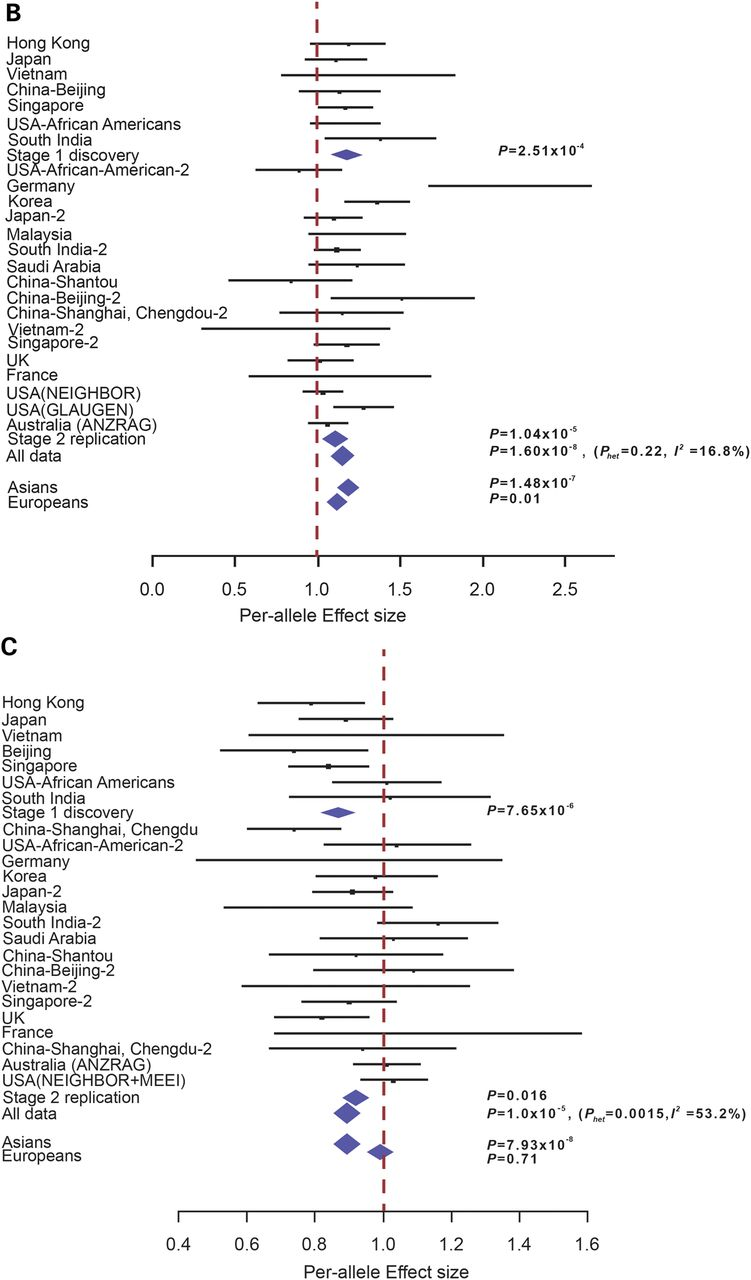 B
Hong Kong
Japan
Vietnam
China-Beijing
Singapore
USA-African Americans
South India
Stage 1 discovery P=2.51x10-4
USA-African-American-2
Germany
Korea
Japan-2
Malaysia
South India-2
Saudi Arabia
China-Shantou
China-Beijing-2
China-Shanghai, Chengdou-2
Vietnam-2
Singapore-2
UK
France
USA(NEIGHBOR)
USA(GLAUGEN)
Australia (ANZRAG)
Stage 2 replication P=1.04x10-5
All data P=1.60x10-8 , (Phet=0.22, I2 =16.8%)
Asians P=1.48x10-7
Europeans P=0.01
0.0 0.5 1.0 1.5 2.0 2.5
Per-allele Effect size
C
Hong Kong
Japan
Vietnam
Beijing
Singapore
USA-African Americans
South India
Stage 1 discovery P=7.65x10-6
China-Shanghai, Chengdu
USA-African-American-2
Germany
Korea
Japan-2
Malaysia
South India-2
Saudi Arabia
China-Shantou
China-Beijing-2
Vietnam-2
Singapore-2
UK
France
China-Shanghai, Chengdu-2
Australia (ANZRAG)
USA(NEIGHBOR+MEEI)
Stage 2 replication P=0.016
All data P=1.0x10-5, (Phet=0.0015,I2 =53.2%)
Asians P=7.93x10-8
Europeans P=0.71
0.4 0.6 0.8 1.0 1.2 1.4 1.6
Per-allele Effect size